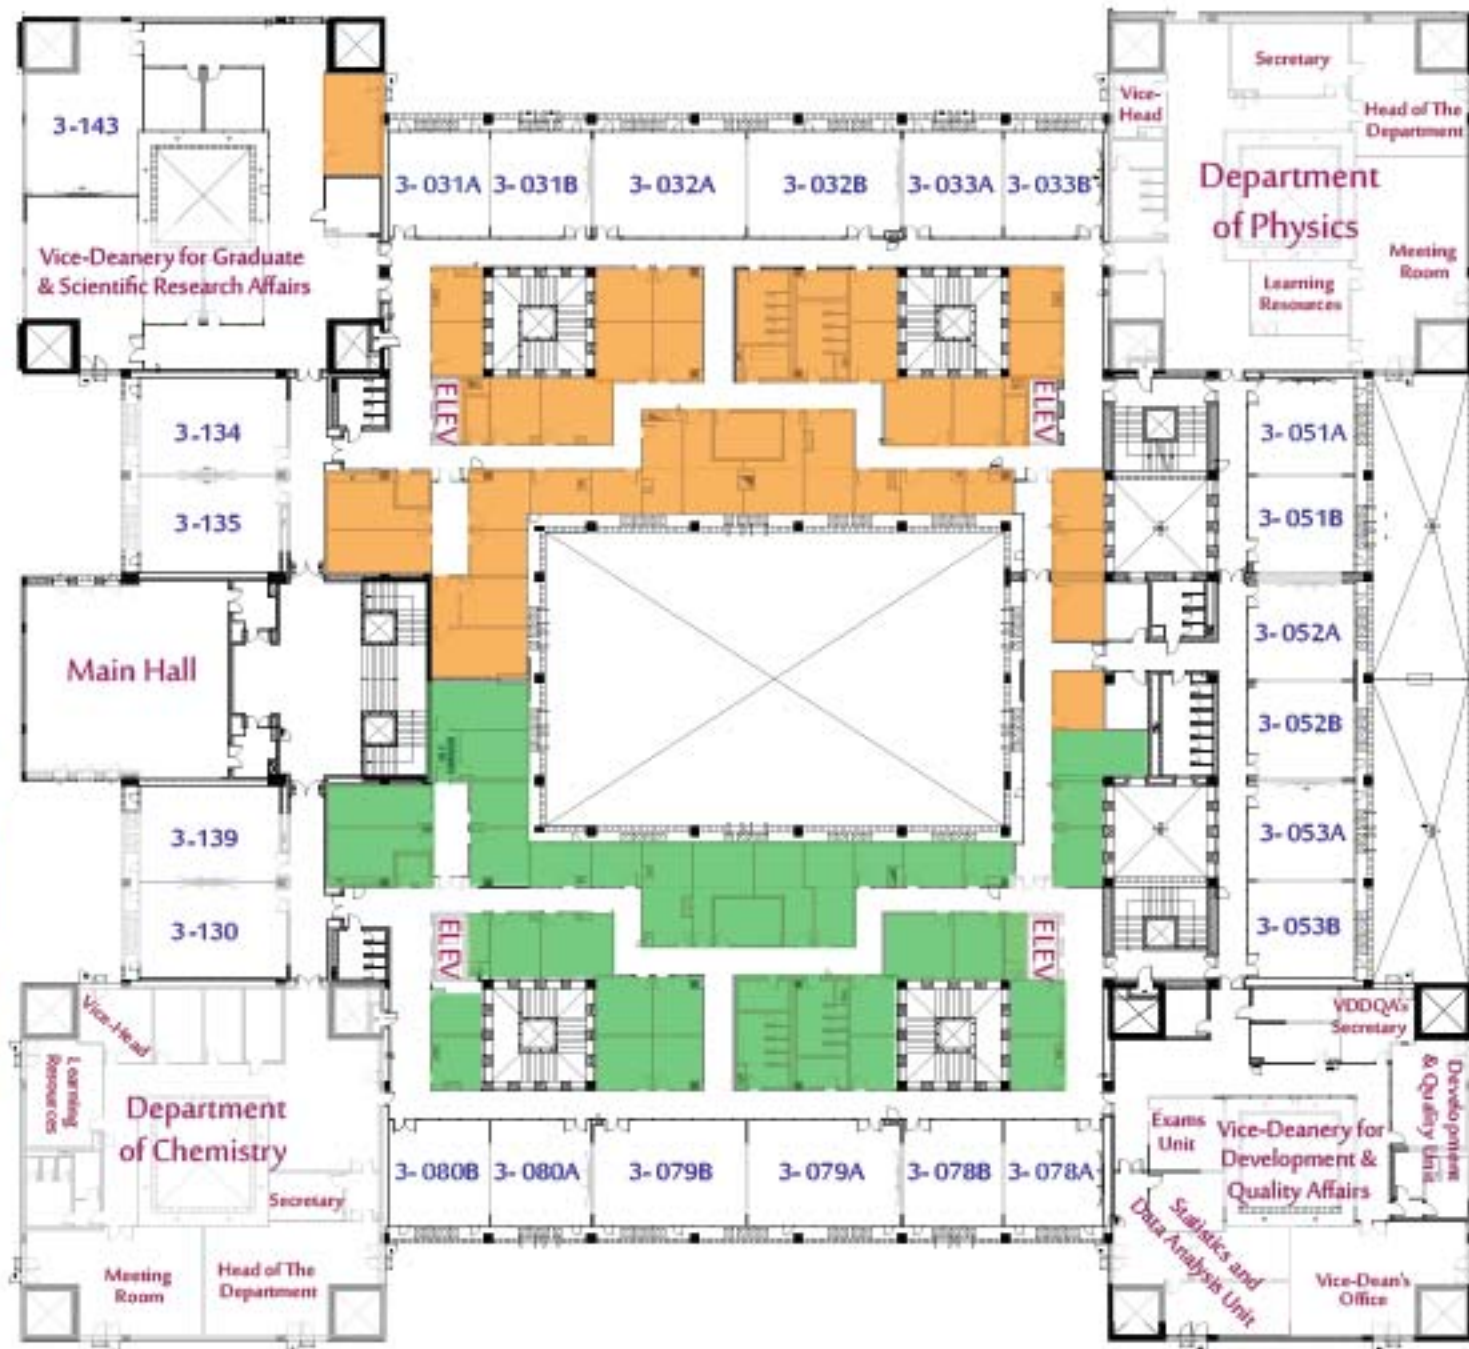 Secretary
Vice-
Head
Head of The
Department
3-143
3- 031A
3- 031B
3- 032A
3- 032B
3- 033A
3- 033B
Department
of Physics
Vice-Deanery for Graduate
& Scientific Research Affairs
Meeting
Room
Learning
Resources
ELEV
ELEV
3-134
3- 051A
3-135
3- 051B
3- 052A
Main Hall
3- 052B
3-139
3- 053A
3-130
3- 053B
ELEV
ELEV
Vice-Head
VDDQA's
Secretary
Learning
Resources
Development
& Quality Unit
Department
of Chemistry
Exams
Unit
Vice-Deanery for
Development &
Quality Affairs
3- 080B
3- 080A
3- 079B
3- 079A
3- 078B
3- 078A
Secretary
Statistics and
Data Analysis Unit
Meeting
Room
Head of The
Department
Vice-Dean's
Office